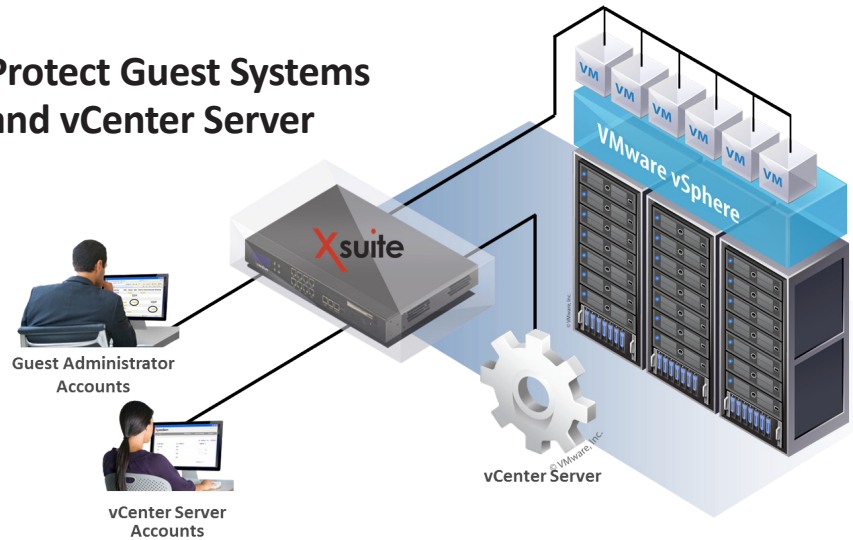 Protect Guest Systems
and vCenter Server
VM
VM
VM
VM
VM
VM
VMware vSphere
Xsuite
© VMware, Inc.
Guest Administrator
Accounts
© VMware, Inc.
vCenter Server
vCenter Server
Accounts